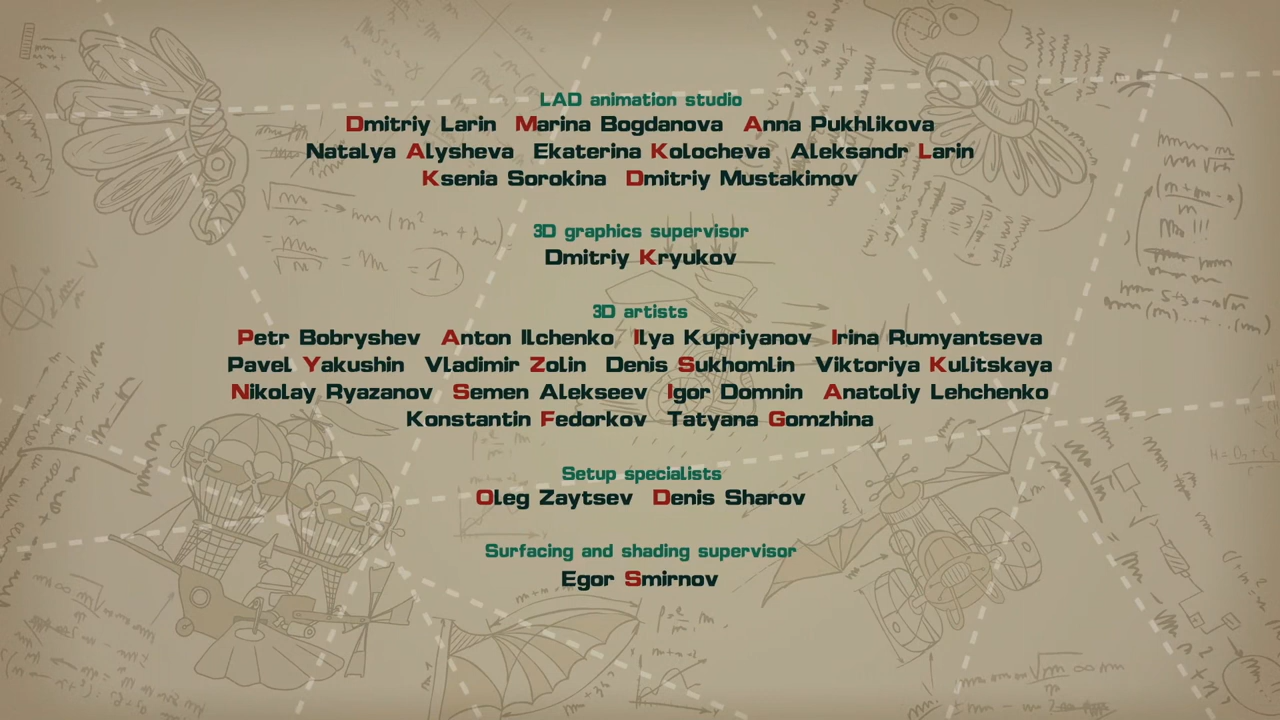 LAD animation studio
Dmitriy Larin Marina Bogdanova Anna Pukhlikova
Natalya Alysheva Ekaterina Kolocheva Aleksandr Larin
Ksenia Sorokina Dmitriy Mustakimov
3D graphics supervisor
Dmitriy Kryukov
3D artists
Petr Bobryshev Anton Ilchenko Ilya Kupriyanov Irina Rumyantseva
Pavel Yakushin Vladimir Zolin Denis Sukhomlin Viktoriya Kulitskaya
Nikolay Ryazanov Semen Alekseev Igor Domnin Anatoliy Lehchenko
Konstantin Fedorkov Tatyana Gomzhina
Setup specialists
Oleg Zaytsev Denis Sharov
Surfacing and shading supervisor
Egor Smirnov